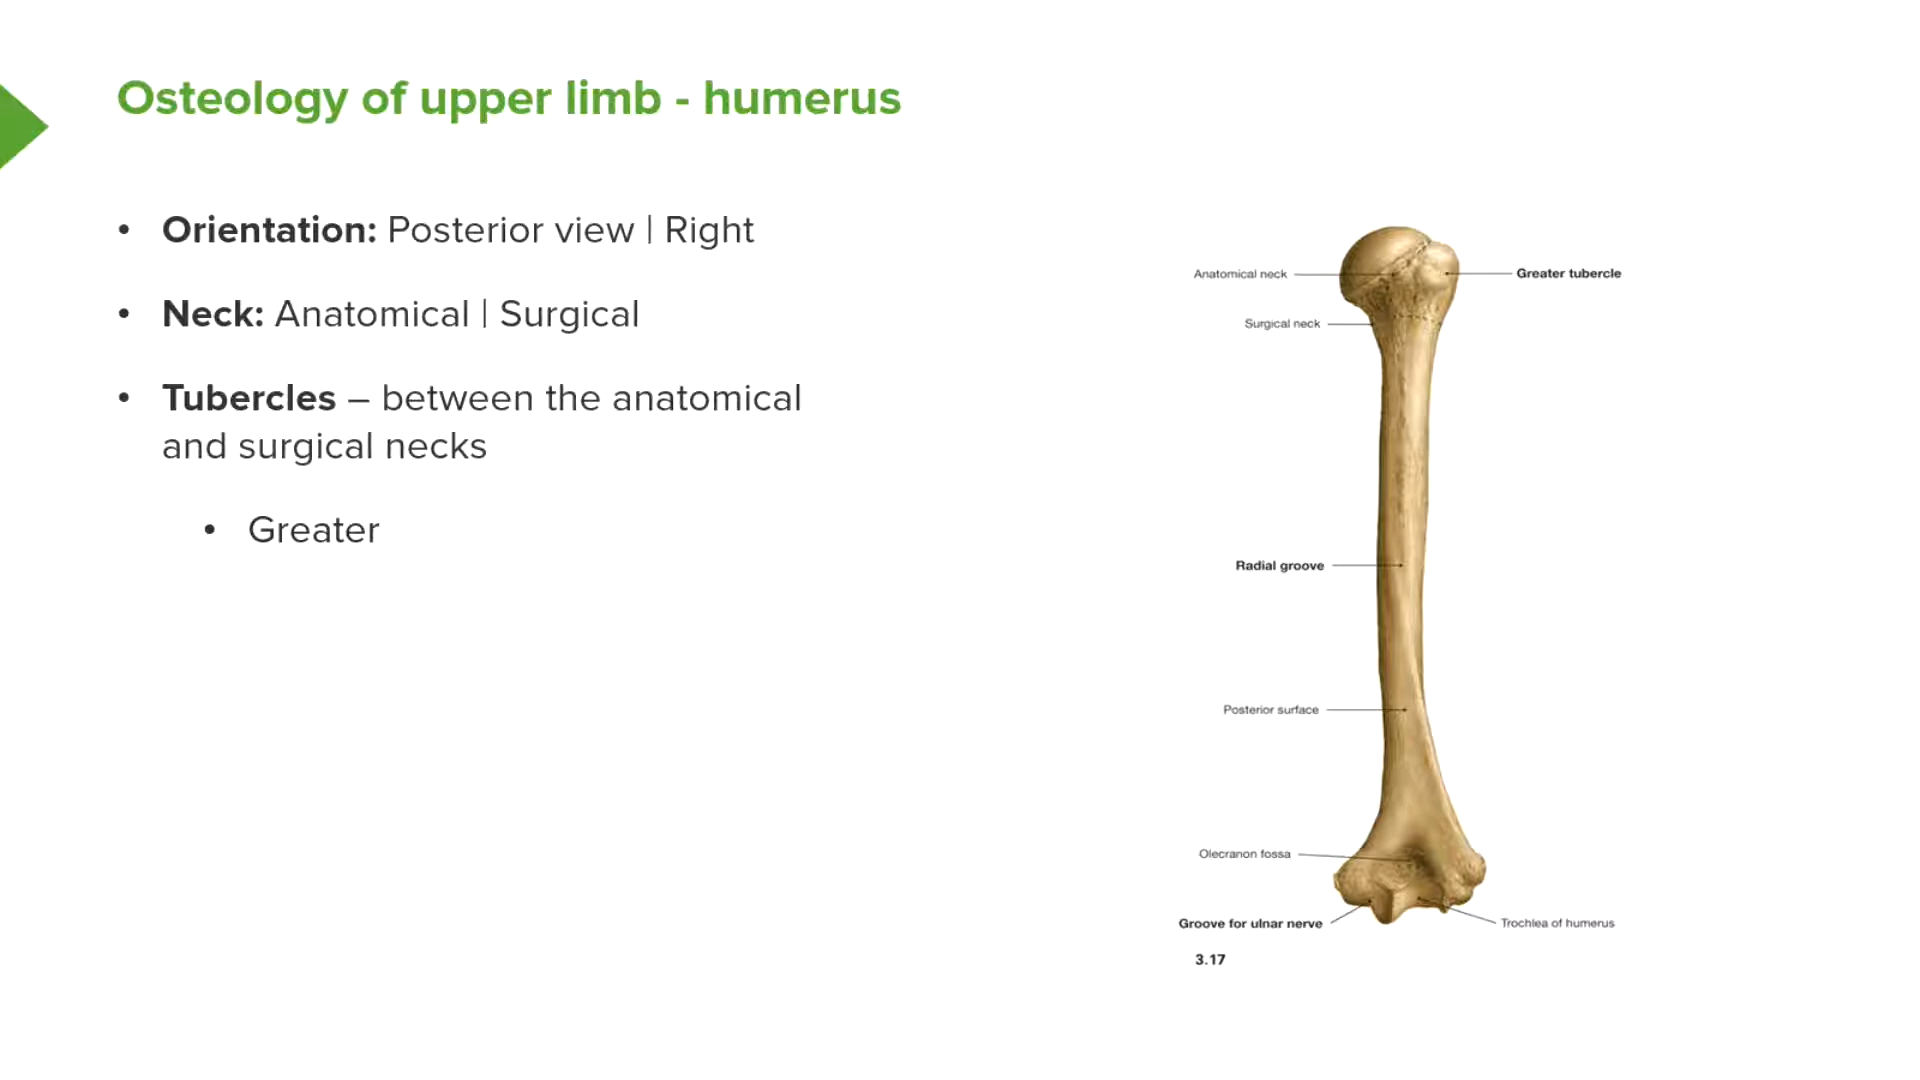 Osteology of upper limb - humerus
• Orientation: Posterior view | Right
• Neck: Anatomical | Surgical
• Tubercles – between the anatomical
and surgical necks
• Greater
Anatomical neck
Greater tubercle
Surgical neck
Radial groove
Posterior surface
Olecranon fossa
Groove for ulnar nerve
Trochlea of humerus
3.17